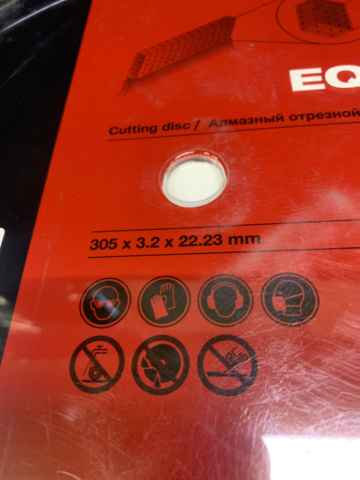 EQ
Cutting disc / Алмазный отрезной
305 x 3.2 x 22.23 mm